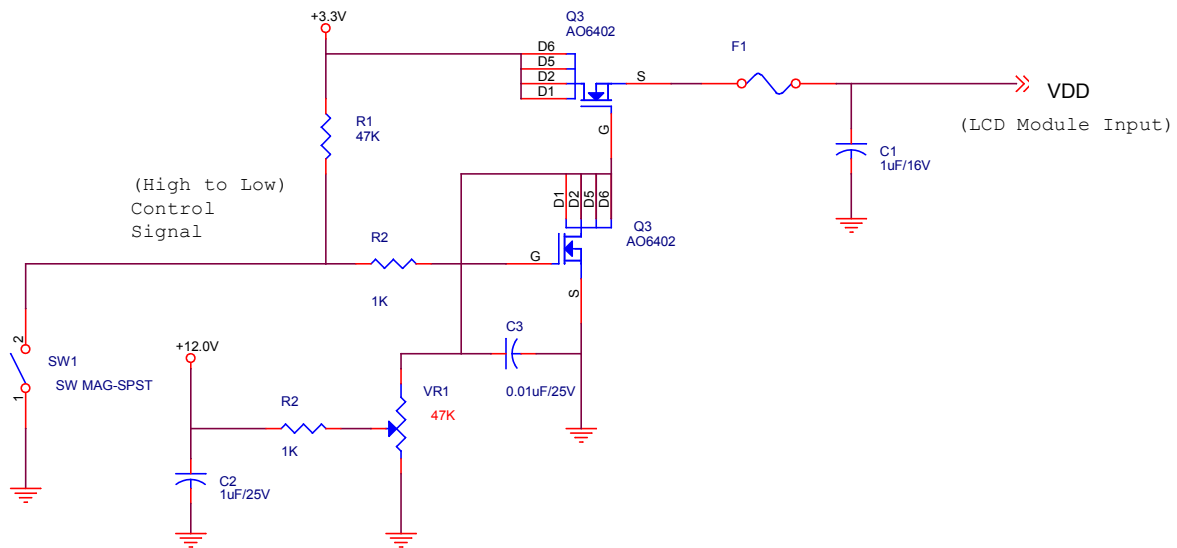 +3.3V
Q3
AO6402
D6
D5
D2
D1
S
G
F1
VDD
(LCD Module Input)
R1
47K
C1
1uF/16V
(High to Low)
Control
Signal
D1
D2
D5
D6
Q3
AO6402
R2
1K
G
S
2
SW1
SW MAG-SPST
1
+12.0V
C3
0.01uF/25V
R2
1K
VR1
47K
C2
1uF/25V